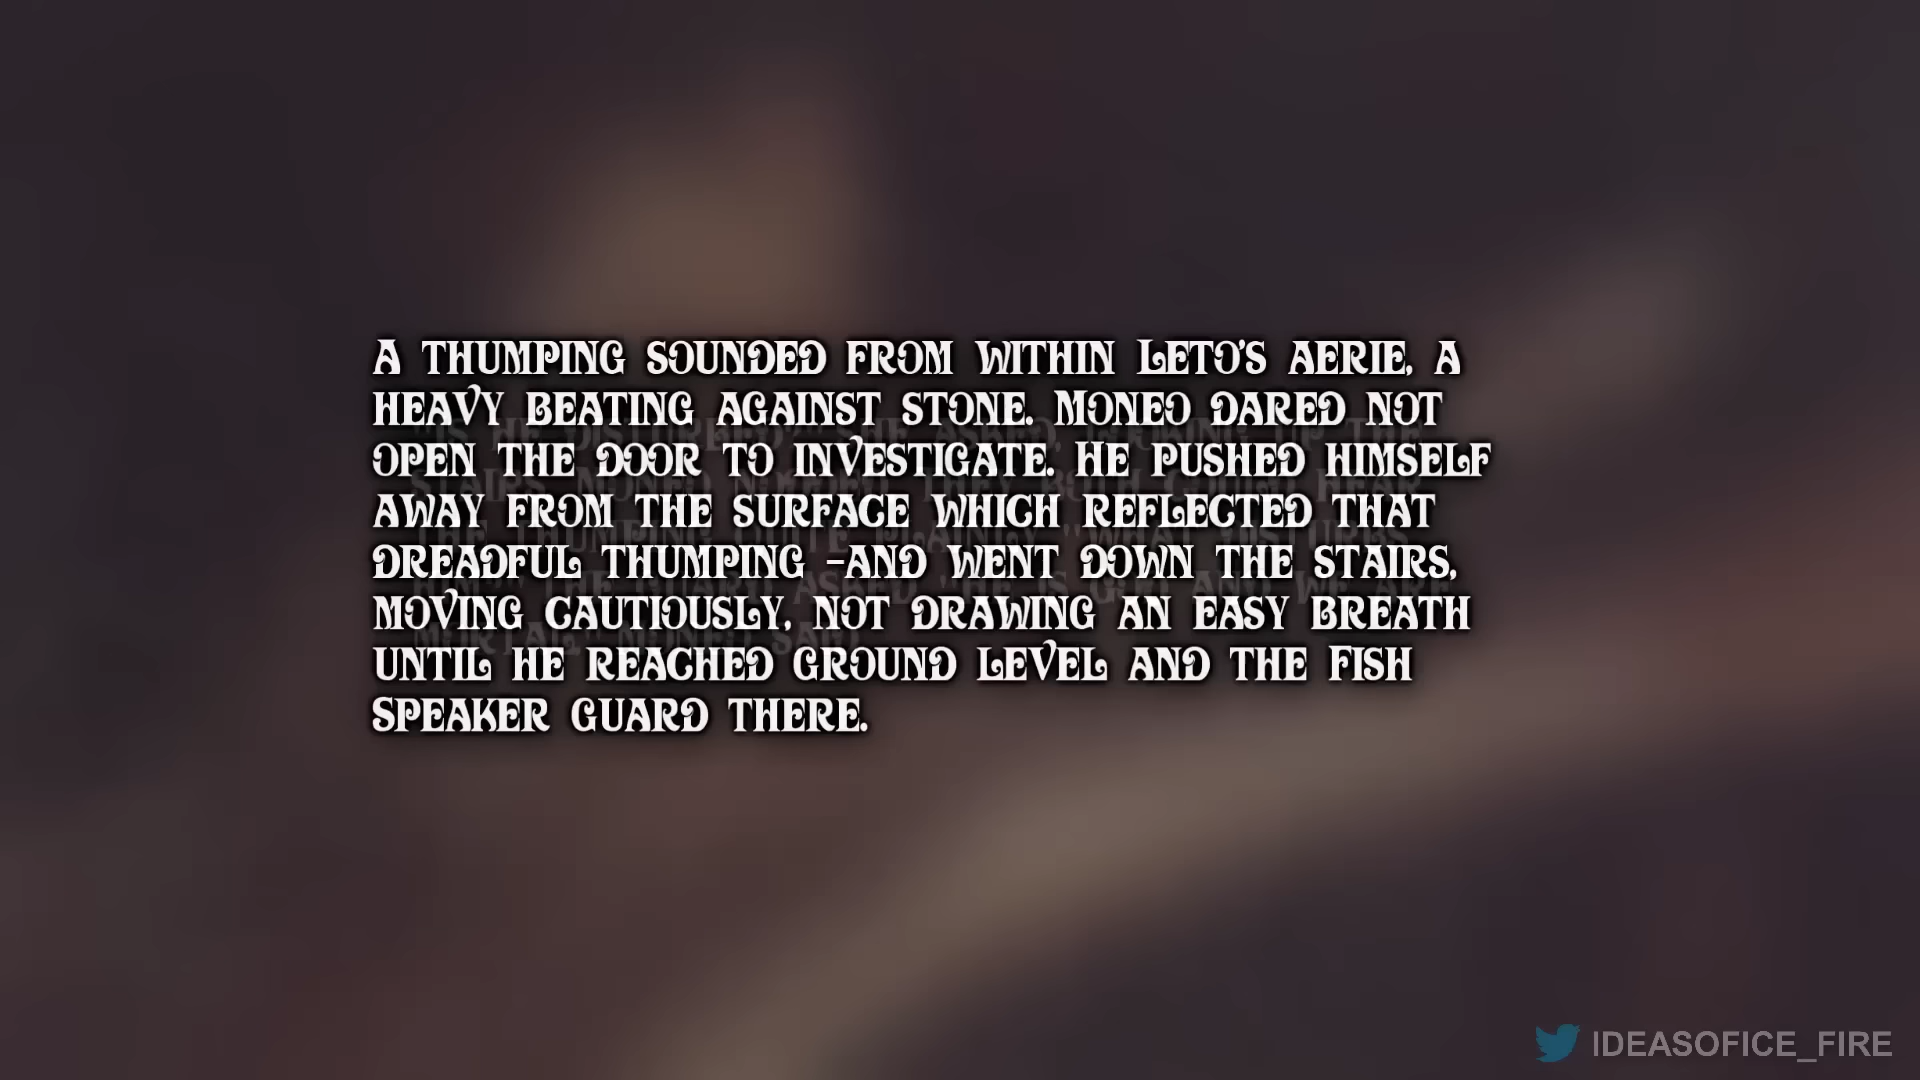 A THUMPING SOUNDED FROM WITHIN LETO'S AERIE, A
HEAVY BEATING AGAINST STONE. MONEO DARED NOT
OPEN THE DOOR TO INVESTIGATE. HE PUSHED HIMSELF
AWAY FROM THE SURFACE WHICH REFLECTED THAT
DREADFUL THUMPING -AND WENT DOWN THE STAIRS,
MOVING CAUTIOUSLY, NOT DRAWING AN EASY BREATH
UNTIL HE REACHED GROUND LEVEL AND THE FISH
SPEAKER GUARD THERE.
IDEASOFICE_FIRE